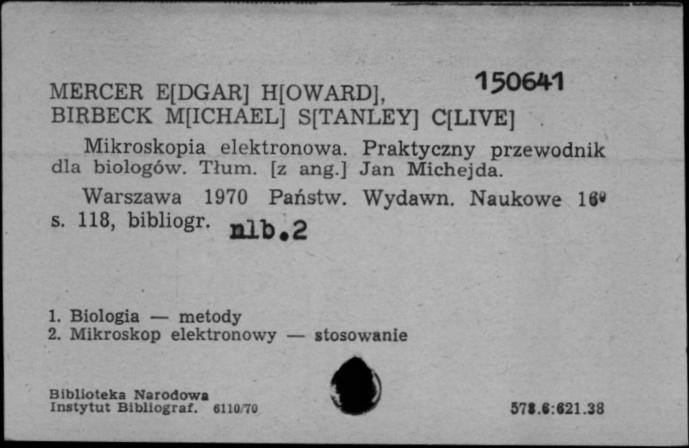 150641
MERCER E[DGAR] H[OWARD],
BIRBECK M[ICHAEL] S[TANLEY] C[LIVE]
Mikroskopia elektronowa. Praktyczny przewodnik
dla biologów. Tłum. [z ang.] Jan Michejda.
Warszawa 1970 Państw. Wydawn. Naukowe 16⁰
s. 118, bibliogr. nlb.2
1. Biologia — metody
2. Mikroskop elektronowy — stosowanie
Biblioteka Narodowa
Instytut Bibliograf. 6110/70 578.6:621.38